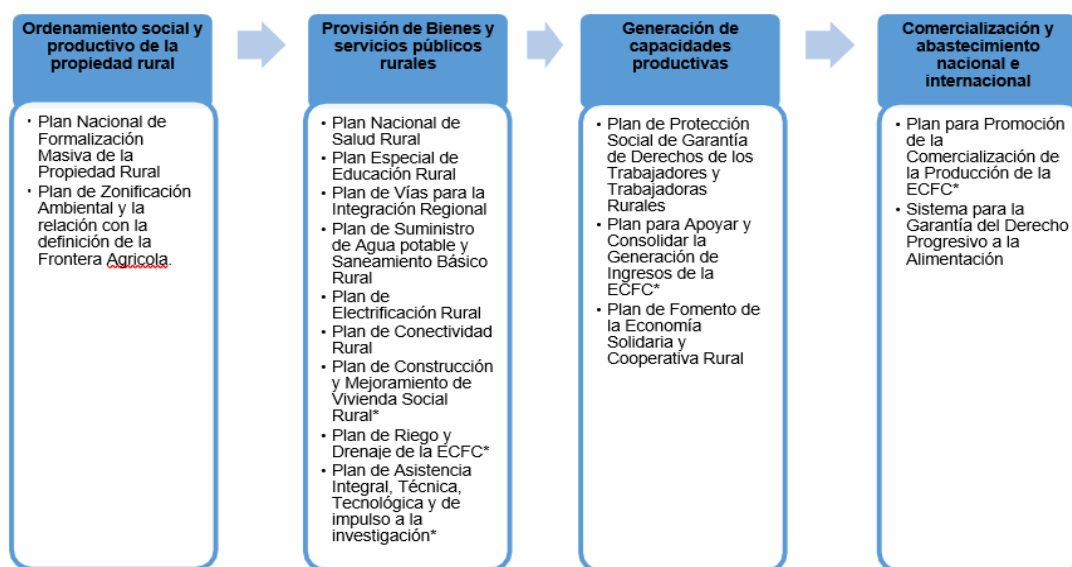 Ordenamiento social y
productivo de la
propiedad rural
• Plan Nacional de
Formalización
Masiva de la
Propiedad Rural
• Plan de Zonificación
Ambiental y la
relación con la
definición de la
Frontera Agricola.
Provisión de Bienes y
servicios públicos
rurales
• Plan Nacional de
Salud Rural
• Plan Especial de
Educación Rural
• Plan de Vías para la
Integración Regional
• Plan de Suministro
de Agua potable y
Saneamiento Básico
Rural
• Plan de
Electrificación Rural
• Plan de Conectividad
Rural
• Plan de Construcción
y Mejoramiento de
Vivienda Social
Rural*
• Plan de Riego y
Drenaje de la ECFC*
• Plan de Asistencia
Integral, Técnica,
Tecnológica y de
impulso a la
investigación*
Generación de
capacidades
productivas
• Plan de Protección
Social de Garantía
de Derechos de los
Trabajadores y
Trabajadoras
Rurales
• Plan para Apoyar y
Consolidar la
Generación de
Ingresos de la
ECFC*
• Plan de Fomento de
la Economía
Solidaria y
Cooperativa Rural
Comercialización y
abastecimiento
nacional e
internacional
• Plan para Promoción
de la
Comercialización de
la Producción de la
ECFC*
• Sistema para la
Garantía del Derecho
Progresivo a la
Alimentación